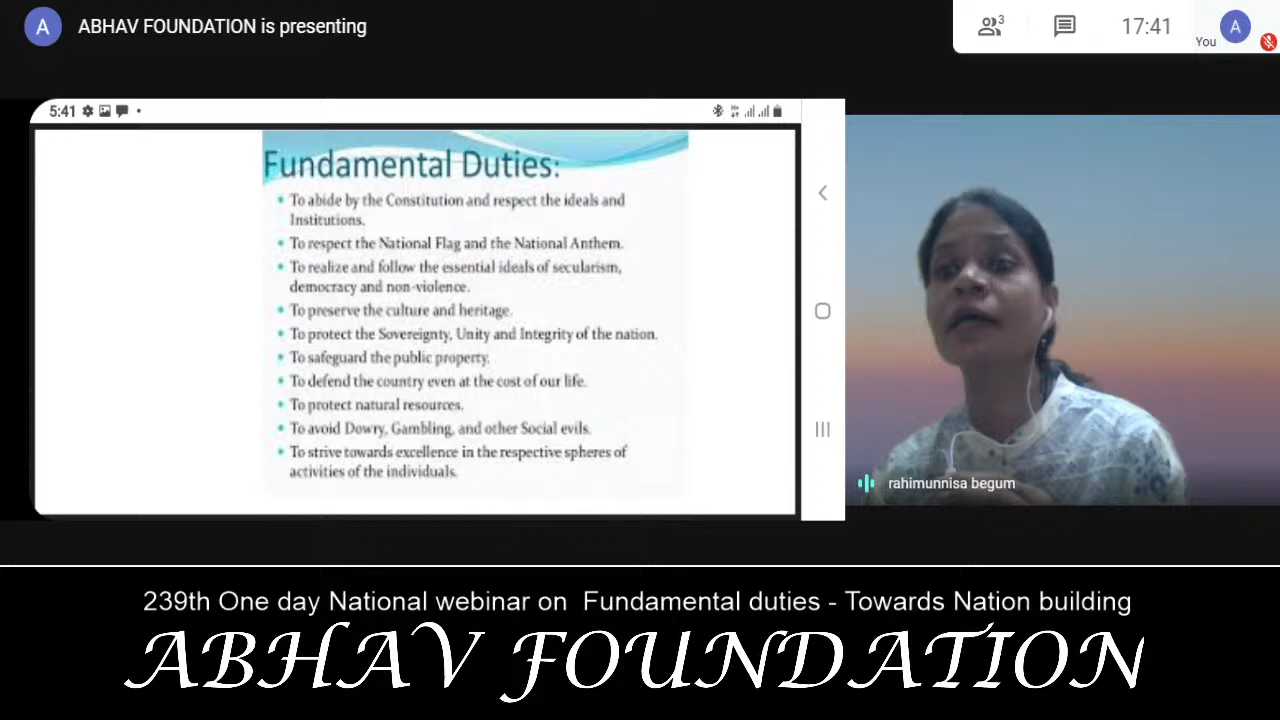 A ABHAV FOUNDATION is presenting
3
17:41
You
A
5:41
Fundamental Duties:
• To abide by the Constitution and respect the ideals and
Institutions.
• To respect the National Flag and the National Anthem.
• To realize and follow the essential ideals of secularism,
democracy and non-violence.
• To preserve the culture and heritage.
• To protect the Sovereignty, Unity and Integrity of the nation.
• To safeguard the public property.
• To defend the country even at the cost of our life.
• To protect natural resources.
• To avoid Dowry, Gambling, and other Social evils.
• To strive towards excellence in the respective spheres of
activities of the individuals.
rahimunnisa begum
239th One day National webinar on Fundamental duties - Towards Nation building
ABHAV FOUNDATION